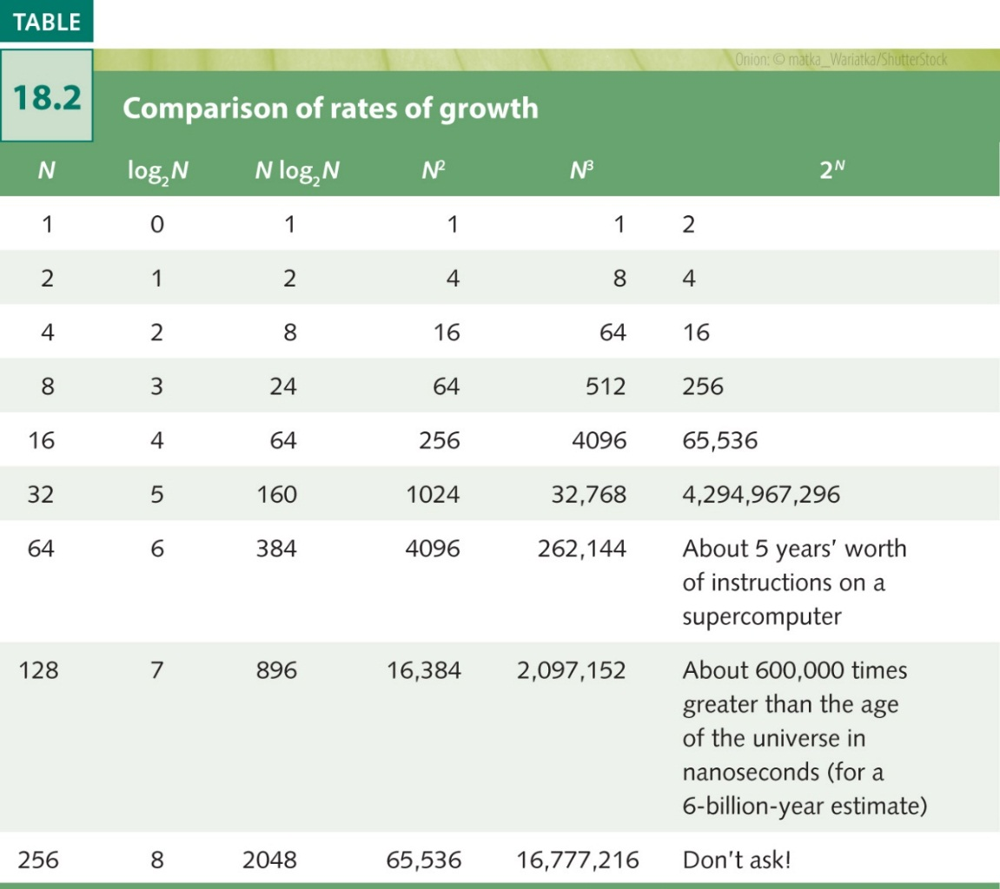 TABLE
Onion: © matka_Wariatka/ShutterStock
18.2 Comparison of rates of growth
N log₂N N log₂N N² N³ 2ᴺ
1 0 1 1 1 2
2 1 2 4 8 4
4 2 8 16 64 16
8 3 24 64 512 256
16 4 64 256 4096 65,536
32 5 160 1024 32,768 4,294,967,296
64 6 384 4096 262,144 About 5 years’ worth
of instructions on a
supercomputer
128 7 896 16,384 2,097,152 About 600,000 times
greater than the age
of the universe in
nanoseconds (for a
6-billion-year estimate)
256 8 2048 65,536 16,777,216 Don’t ask!